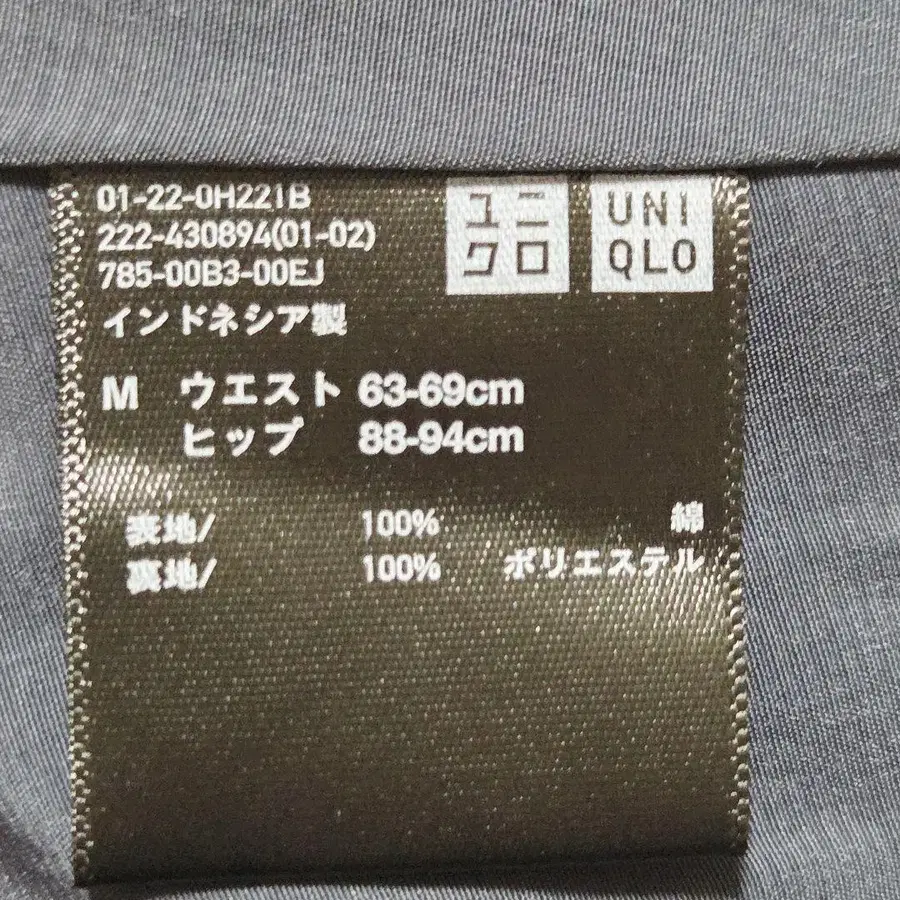 01-22-0H221B
222-430894(01-02)
785-00B3-00EJ
インドネシア製
ユニ
クロ
UNI
QLO
M ウエスト 63-69cm
ヒップ 88-94cm
表地/ 100% 綿
裏地/ 100% ポリエステル